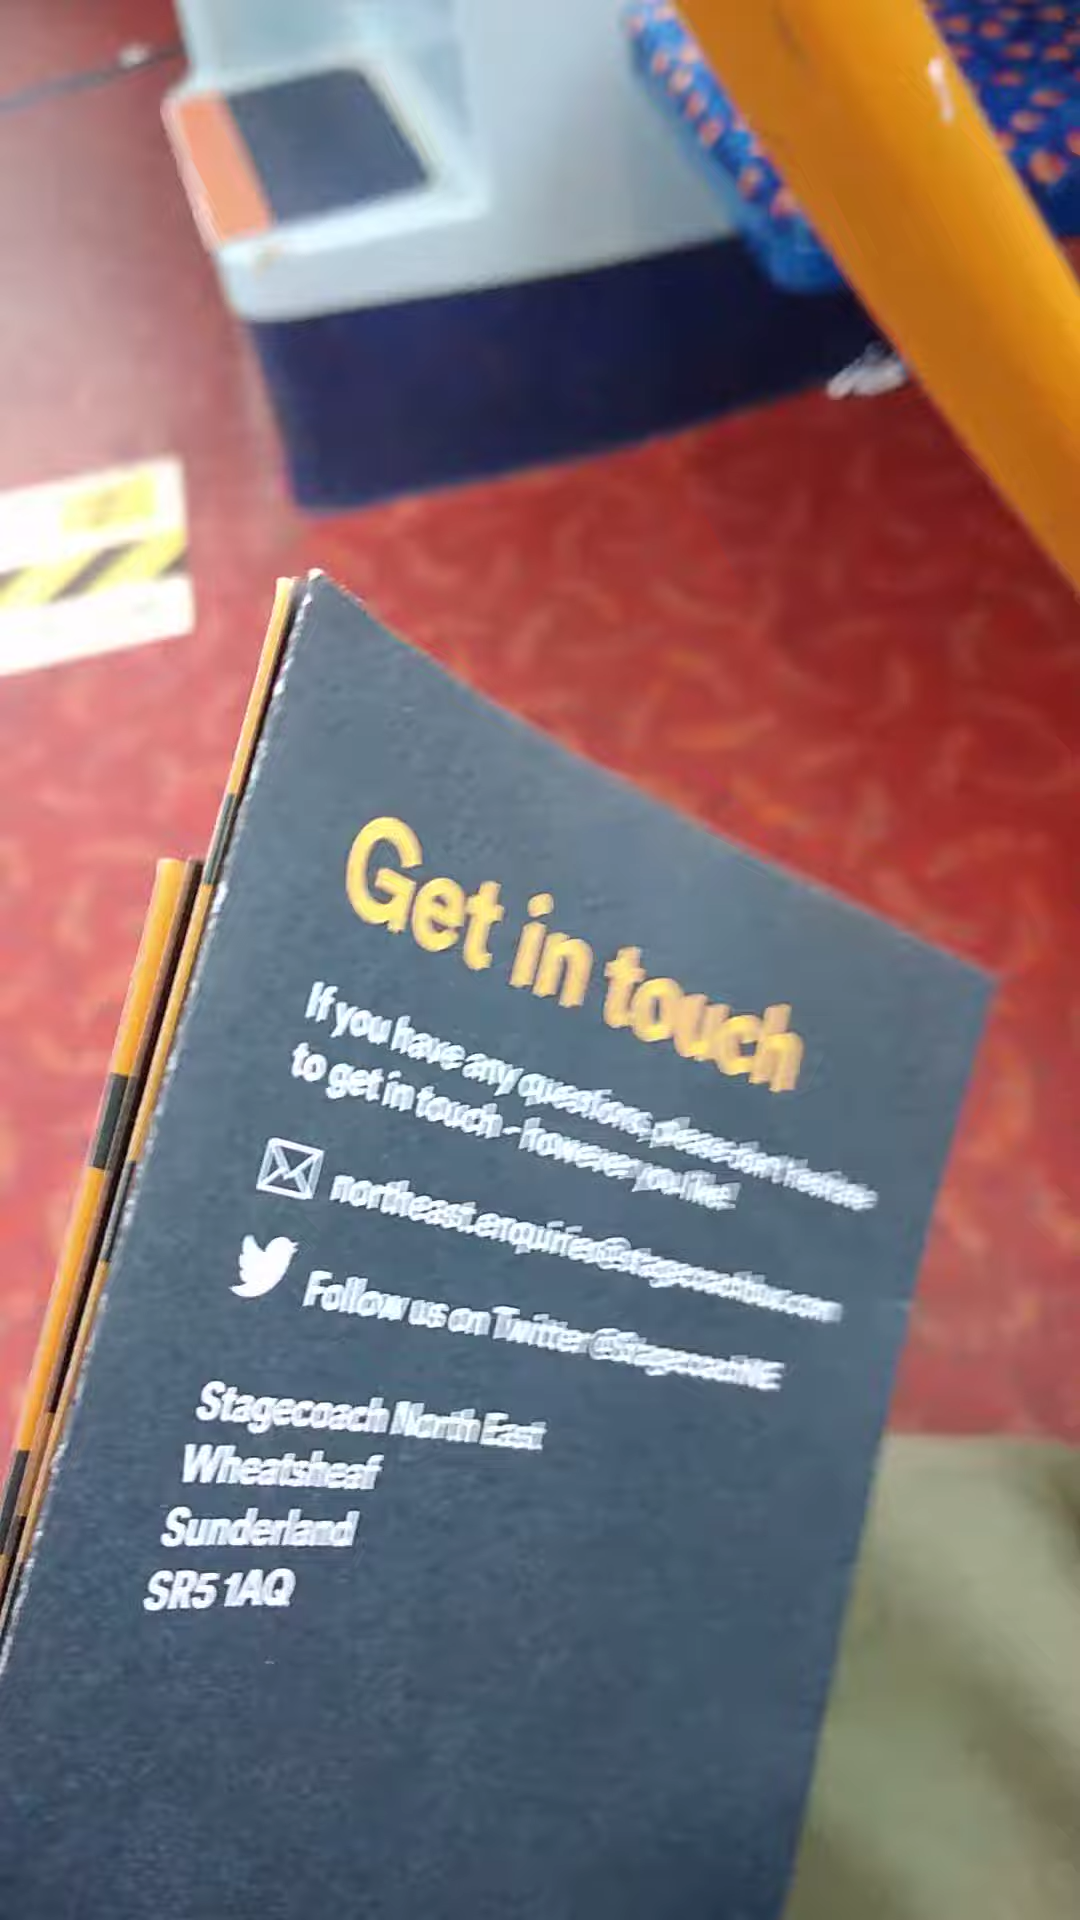 Get in touch
If you have any questions, please don't hesitate
to get in touch - however you like!
northeast.enquiries@stagecoachbus.com
Follow us on Twitter @StagecoachNE
Stagecoach North East
Wheatsheaf
Sunderland
SR5 1AQ